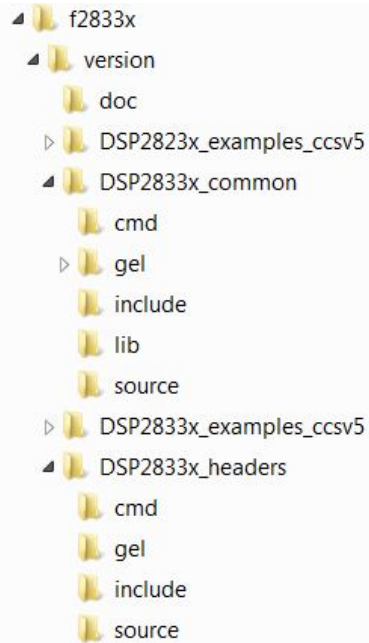 f2833x
version
doc
DSP2823x_examples_ccsv5
DSP2833x_common
cmd
gel
include
lib
source
DSP2833x_examples_ccsv5
DSP2833x_headers
cmd
gel
include
source